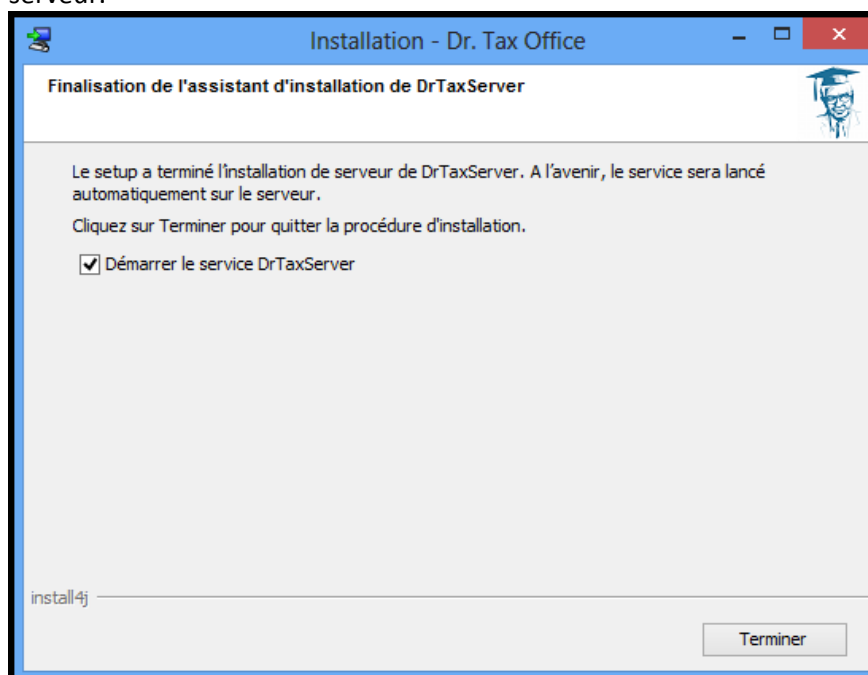 serveur.
Installation - Dr. Tax Office
Finalisation de l'assistant d'installation de DrTaxServer
Le setup a terminé l'installation de serveur de DrTaxServer. A l’avenir, le service sera lancé
automatiquement sur le serveur.
Cliquez sur Terminer pour quitter la procédure d'installation.
Démarrer le service DrTaxServer
install4j
Terminer